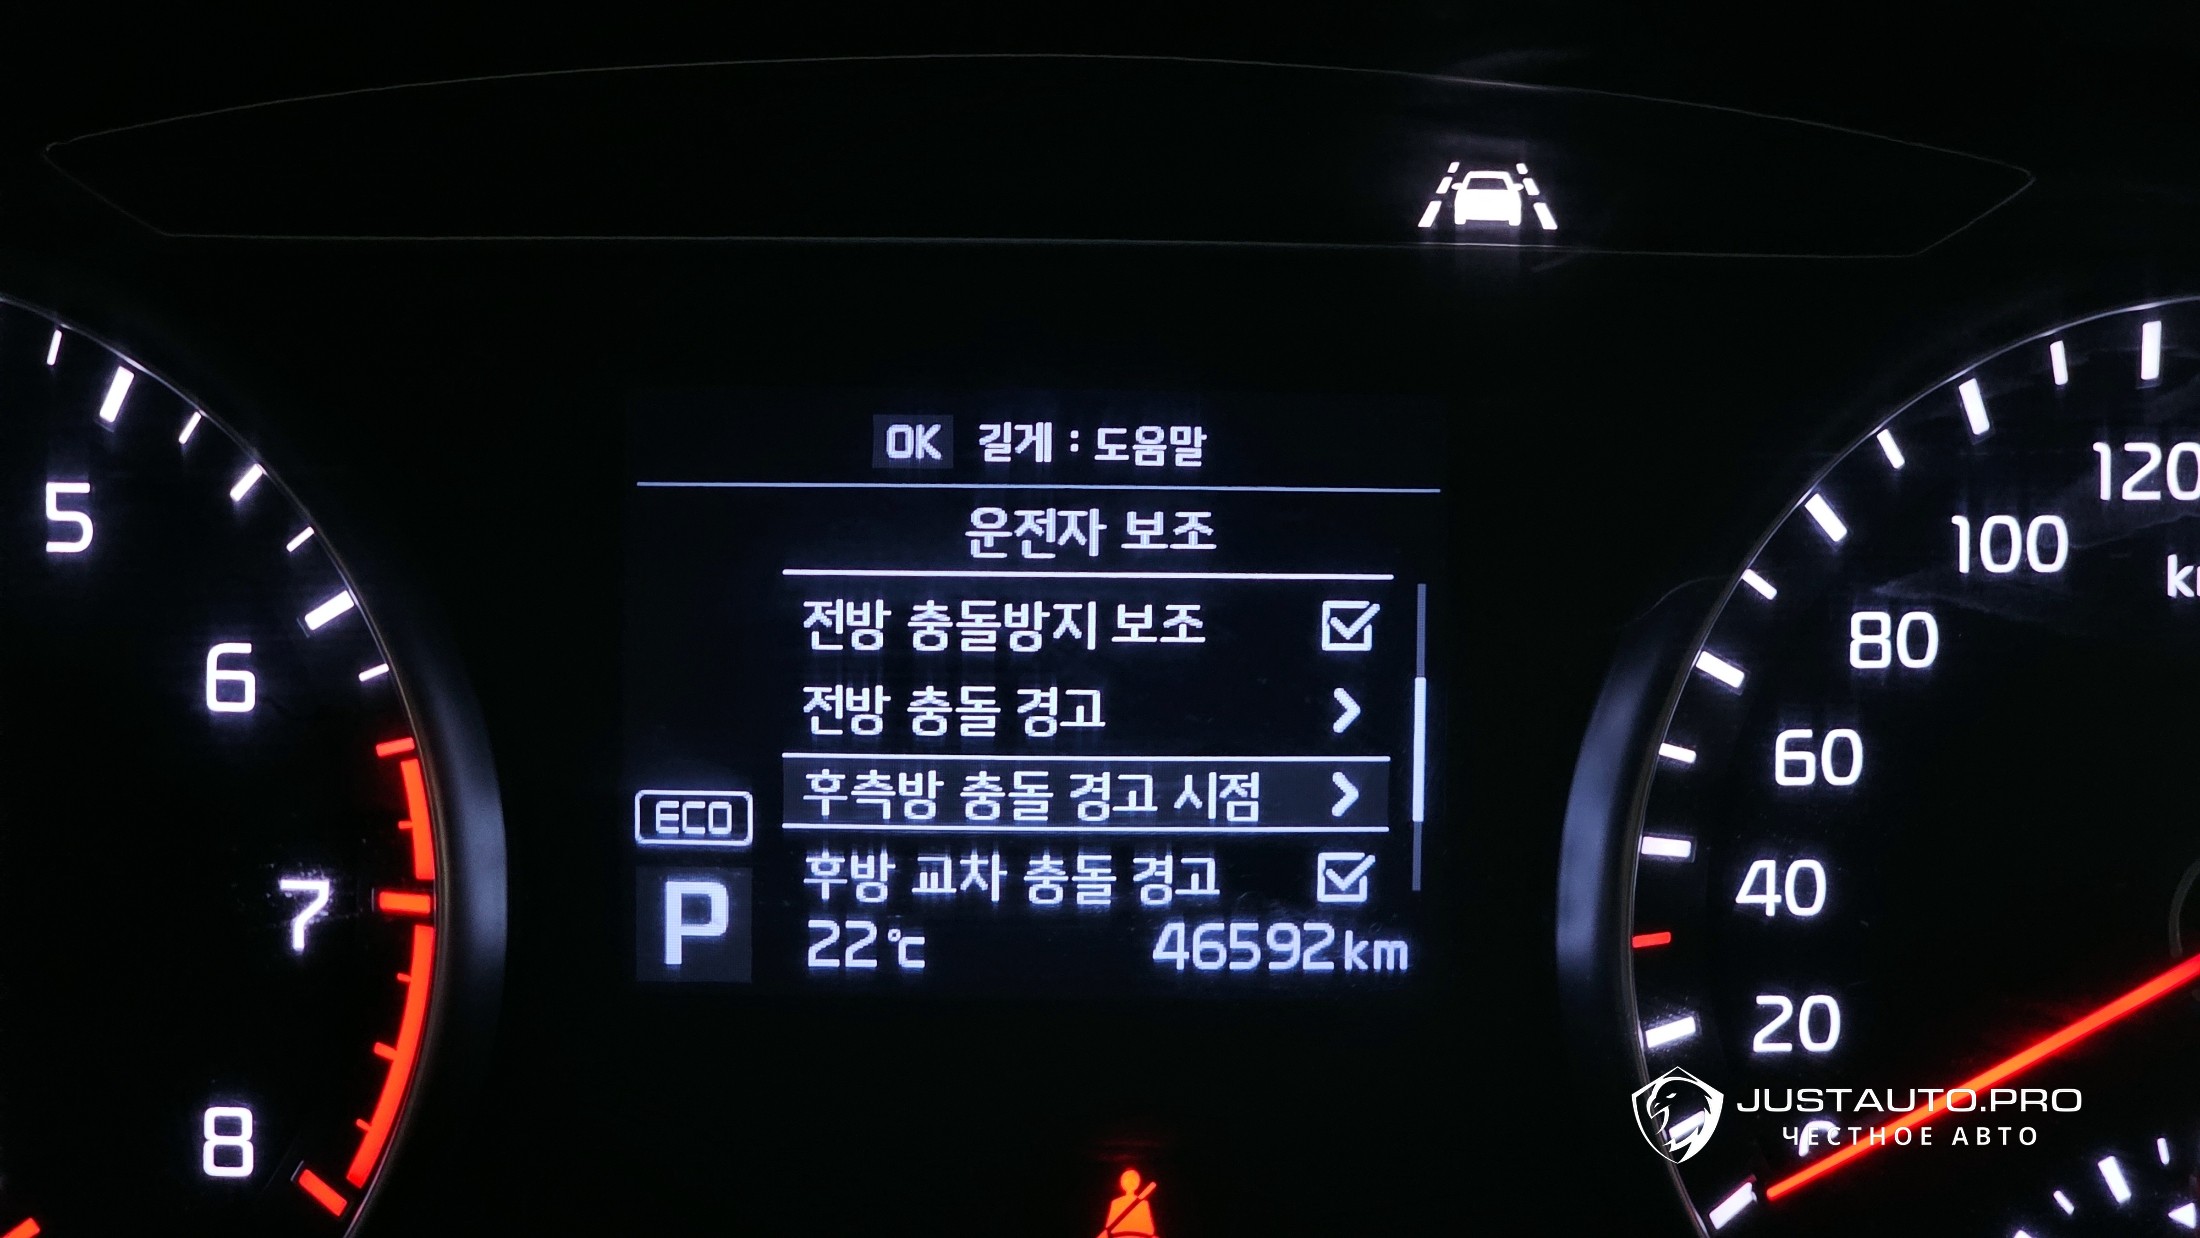 OK 길게 : 도움말
운전자 보조
전방 충돌방지 보조
전방 충돌 경고
후측방 충돌 경고 시점
후방 교차 충돌 경고
ECO
P
22℃ 46592km
5
6
7
8
120
100
80
60
40
20
0
JUSTAUTO.PRO
ЧЕСТНОЕ АВТО